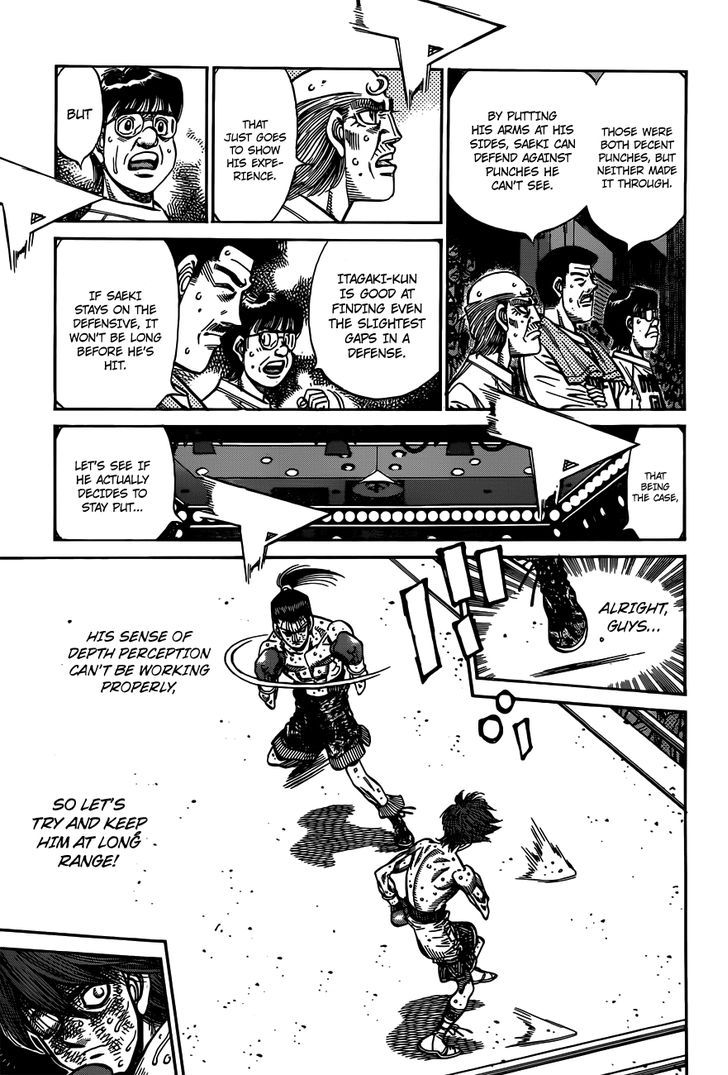 THOSE WERE
BOTH DECENT
PUNCHES, BUT
NEITHER MADE
IT THROUGH.
BY PUTTING
HIS ARMS AT HIS
SIDES, SAEKI CAN
DEFEND AGAINST
PUNCHES HE
CAN'T SEE.
THAT
JUST GOES
TO SHOW
HIS EXPE-
RIENCE.
BUT
ITAGAKI-KUN
IS GOOD AT
FINDING EVEN
THE SLIGHTEST
GAPS IN A
DEFENSE.
IF SAEKI
STAYS ON THE
DEFENSIVE, IT
WON'T BE LONG
BEFORE HE'S
HIT.
THAT
BEING
THE CASE,
LET'S SEE IF
HE ACTUALLY
DECIDES TO
STAY PUT...
ALRIGHT,
GUYS...
HIS SENSE OF
DEPTH PERCEPTION
CAN'T BE WORKING
PROPERLY,
SO LET'S
TRY AND KEEP
HIM AT LONG
RANGE!